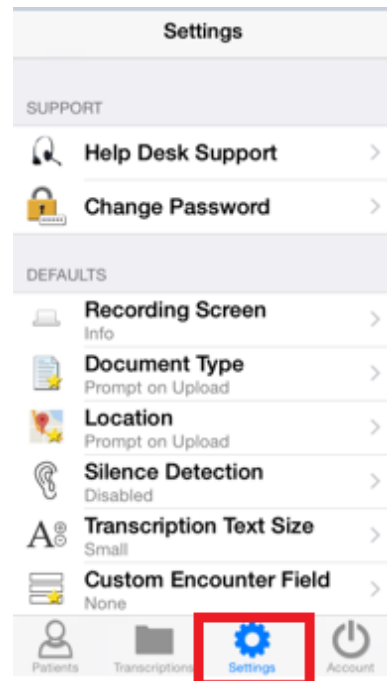 Settings
SUPPORT
Help Desk Support
Change Password
DEFAULTS
Recording Screen
Info
Document Type
Prompt on Upload
Location
Prompt on Upload
Silence Detection
Disabled
Transcription Text Size
Small
Custom Encounter Field
None
Patients Transcriptions Settings Account